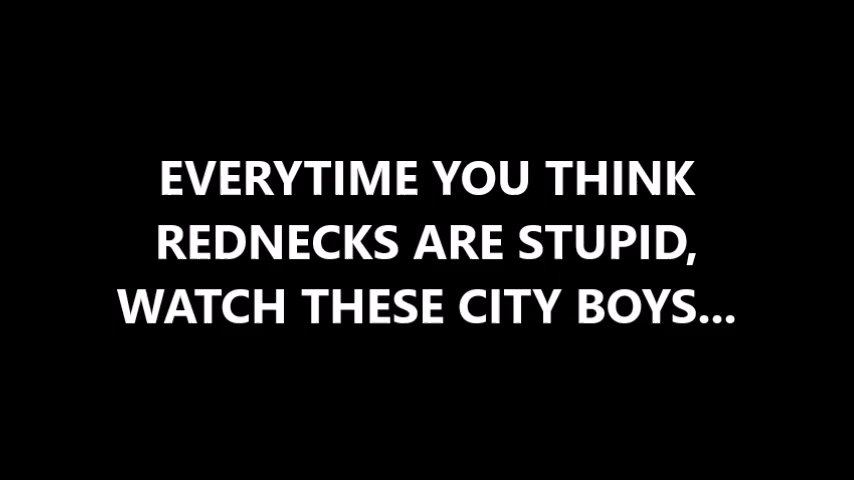 EVERYTIME YOU THINK
REDNECKS ARE STUPID,
WATCH THESE CITY BOYS...